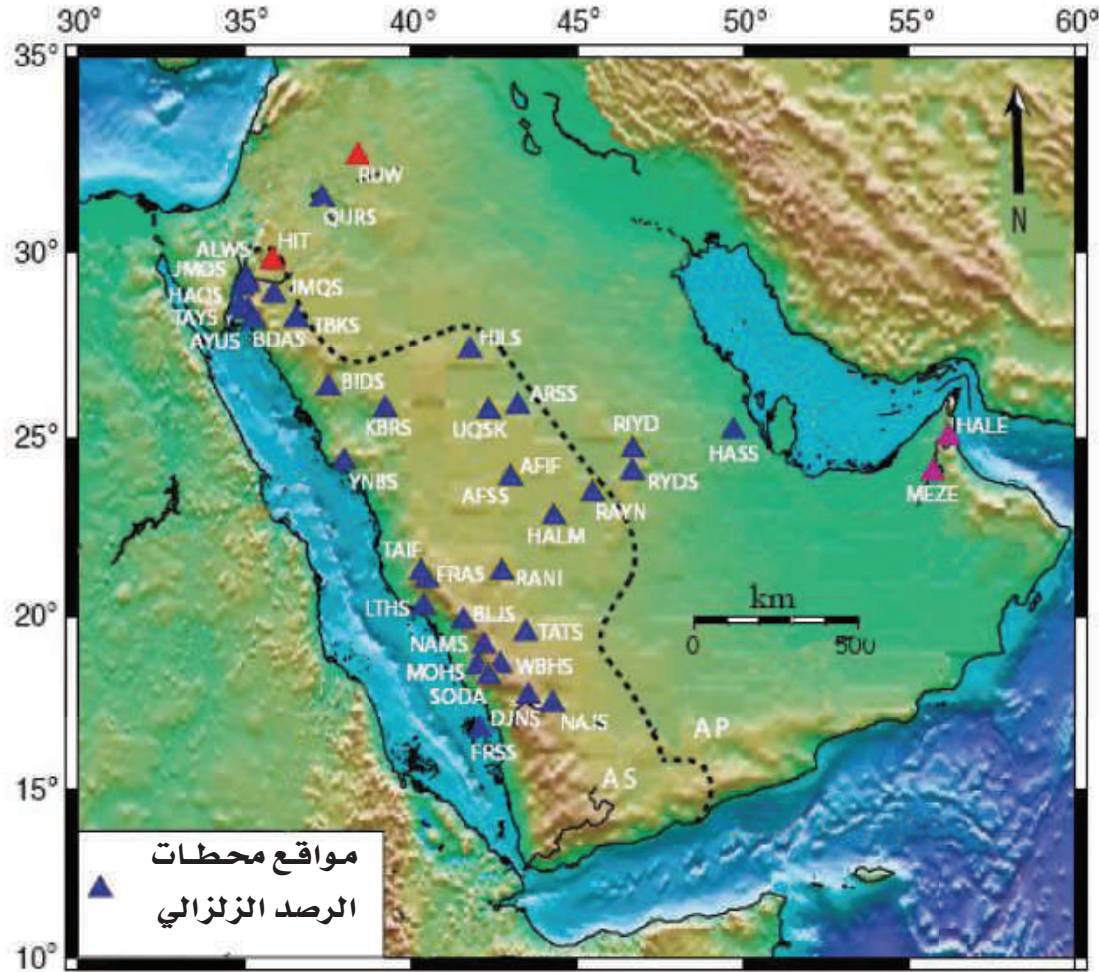 30° 35° 40° 45° 50° 55° 60°
35°
30°
25°
20°
15°
10°
N
RUW
QURS
ALWS
HIT
JMOS
JMQS
HAQS
TAYS
TBKS
AYUS
BDAS
HILS
BIDS
ARSS
KBRS
UQSK
RIYD
HASS
HALE
YNBS
AFIF
RYDS
MEZE
AFSS
RAYN
HALM
TAIF
FRAS
RANI
km
0 500
LTHS
BLJS
TATS
NAMS
WBHS
MOHS
SODA
DJNS
NAJS
FRSS
AP
AS
مواقع محطات
الرصد الزلزالي